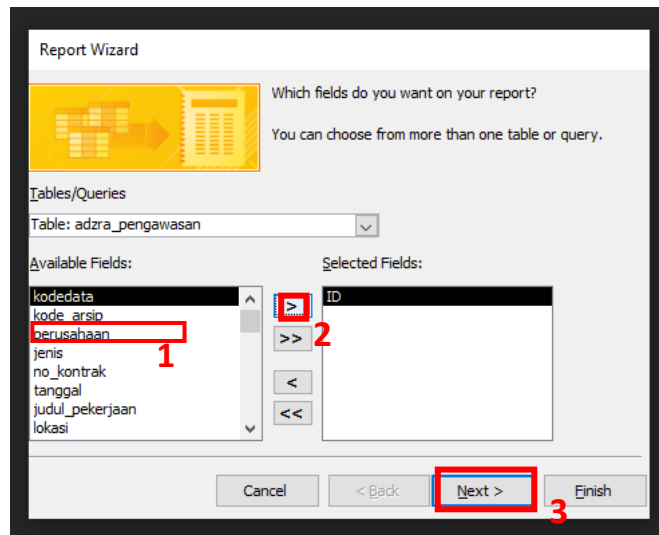 Report Wizard
Which fields do you want on your report?
You can choose from more than one table or query.
Tables/Queries
Table: adzra_pengawasan
Available Fields:
Selected Fields:
kodedata
kode_arsip
perusahaan
jenis
no_kontrak
tanggal
judul_pekerjaan
lokasi
1
>
2
>>
<
<<
ID
Cancel
< Back
Next >
3
Finish